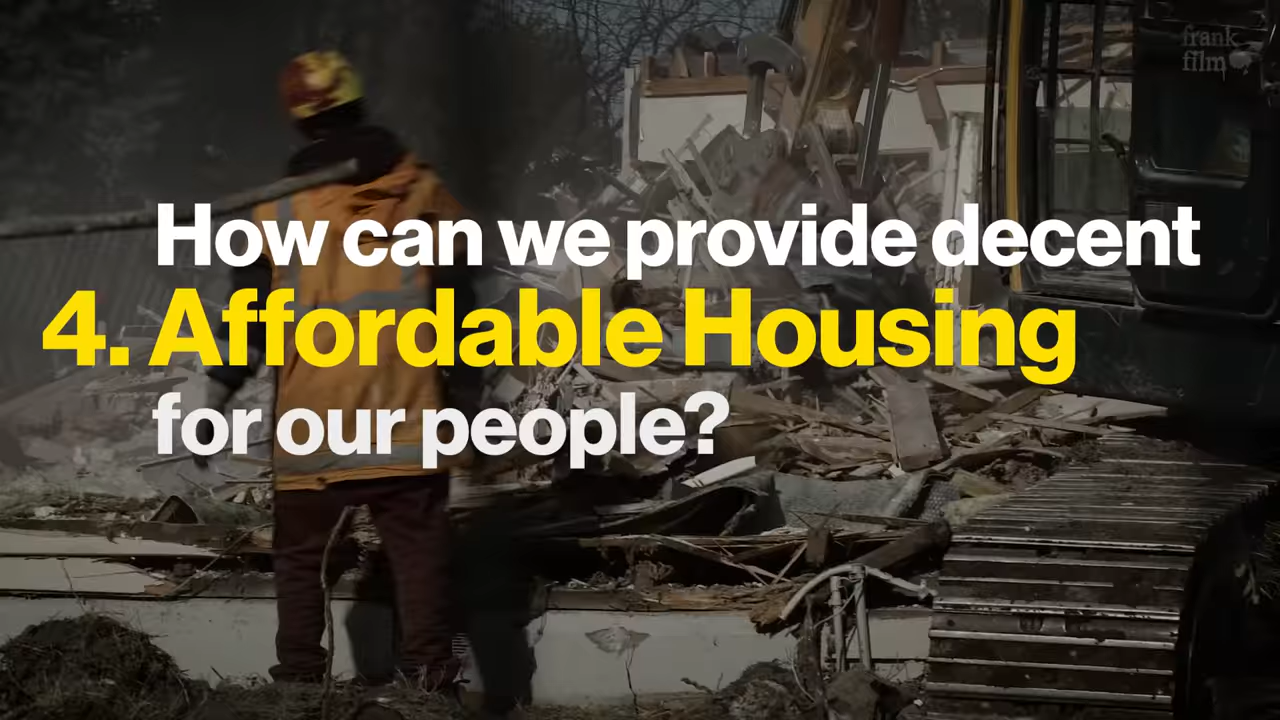 frank
film
How can we provide decent
4. Affordable Housing
for our people?